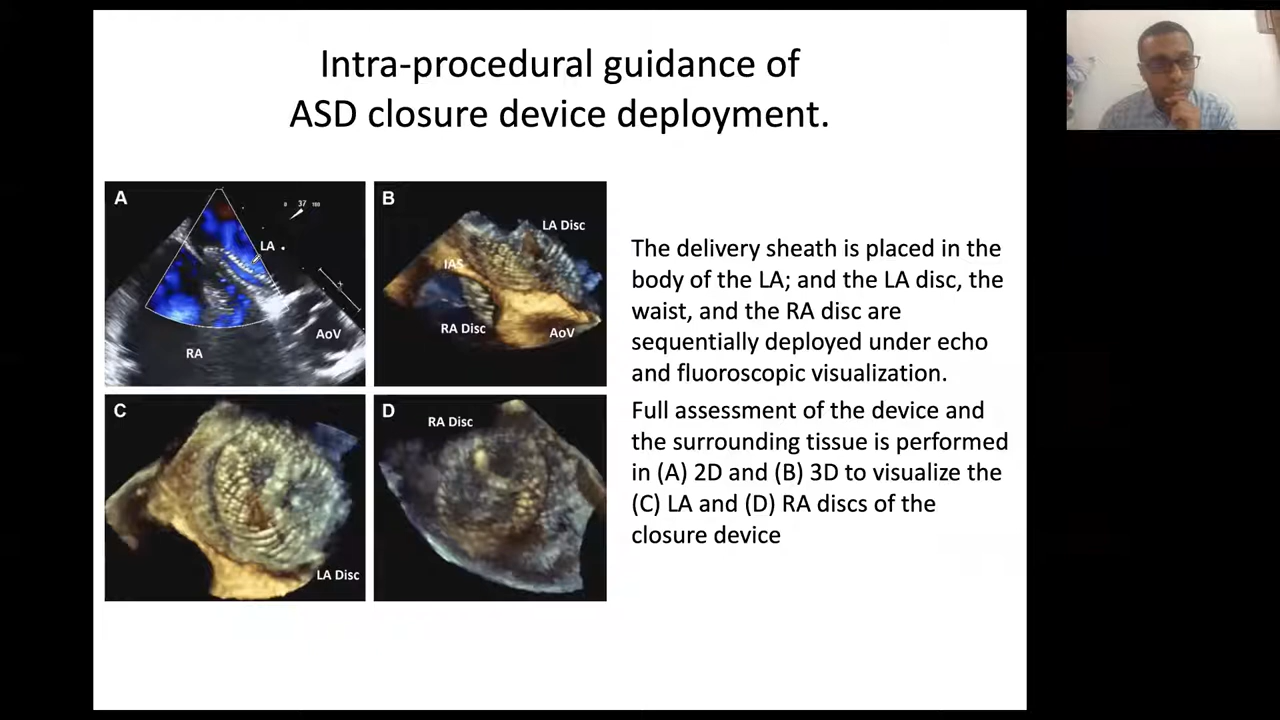 Intra-procedural guidance of
ASD closure device deployment.
A
0 37 180
LA
RA
AoV
B
LA Disc
IAS
RA Disc
AoV
C
LA Disc
D
RA Disc
The delivery sheath is placed in the
body of the LA; and the LA disc, the
waist, and the RA disc are
sequentially deployed under echo
and fluoroscopic visualization.
Full assessment of the device and
the surrounding tissue is performed
in (A) 2D and (B) 3D to visualize the
(C) LA and (D) RA discs of the
closure device